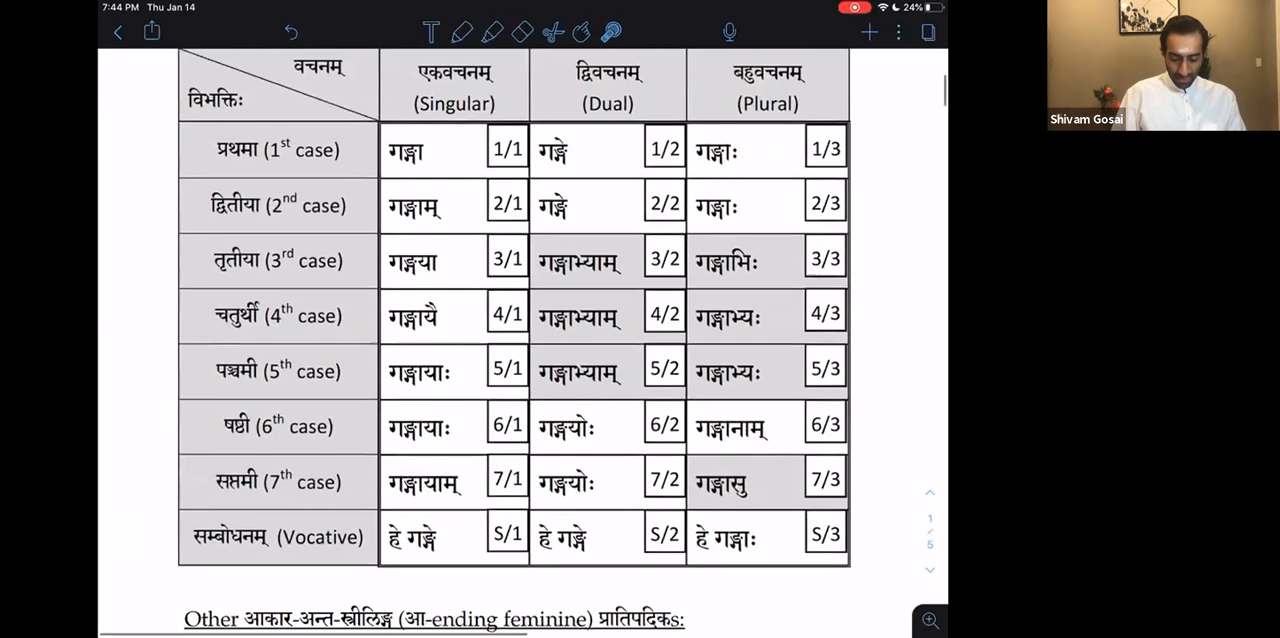 7:44 PM Thu Jan 14
24%
वचनम्
विभक्तिः
एकवचनम्
(Singular)
द्विवचनम्
(Dual)
बहुवचनम्
(Plural)
प्रथमा (1st case) गङ्गा 1/1 गङ्गे 1/2 गङ्गाः 1/3
द्वितीया (2nd case) गङ्गाम् 2/1 गङ्गे 2/2 गङ्गाः 2/3
तृतीया (3rd case) गङ्गया 3/1 गङ्गाभ्याम् 3/2 गङ्गाभिः 3/3
चतुर्थी (4th case) गङ्गायै 4/1 गङ्गाभ्याम् 4/2 गङ्गाभ्यः 4/3
पञ्चमी (5th case) गङ्गायाः 5/1 गङ्गाभ्याम् 5/2 गङ्गाभ्यः 5/3
षष्ठी (6th case) गङ्गायाः 6/1 गङ्गयोः 6/2 गङ्गानाम् 6/3
सप्तमी (7th case) गङ्गायाम् 7/1 गङ्गयोः 7/2 गङ्गासु 7/3
सम्बोधनम् (Vocative) हे गङ्गे S/1 हे गङ्गे S/2 हे गङ्गाः S/3
Other आकार-अन्त-स्त्रीलिङ्ग (आ-ending feminine) प्रातिपदिकs:
1
/
5
Shivam Gosai